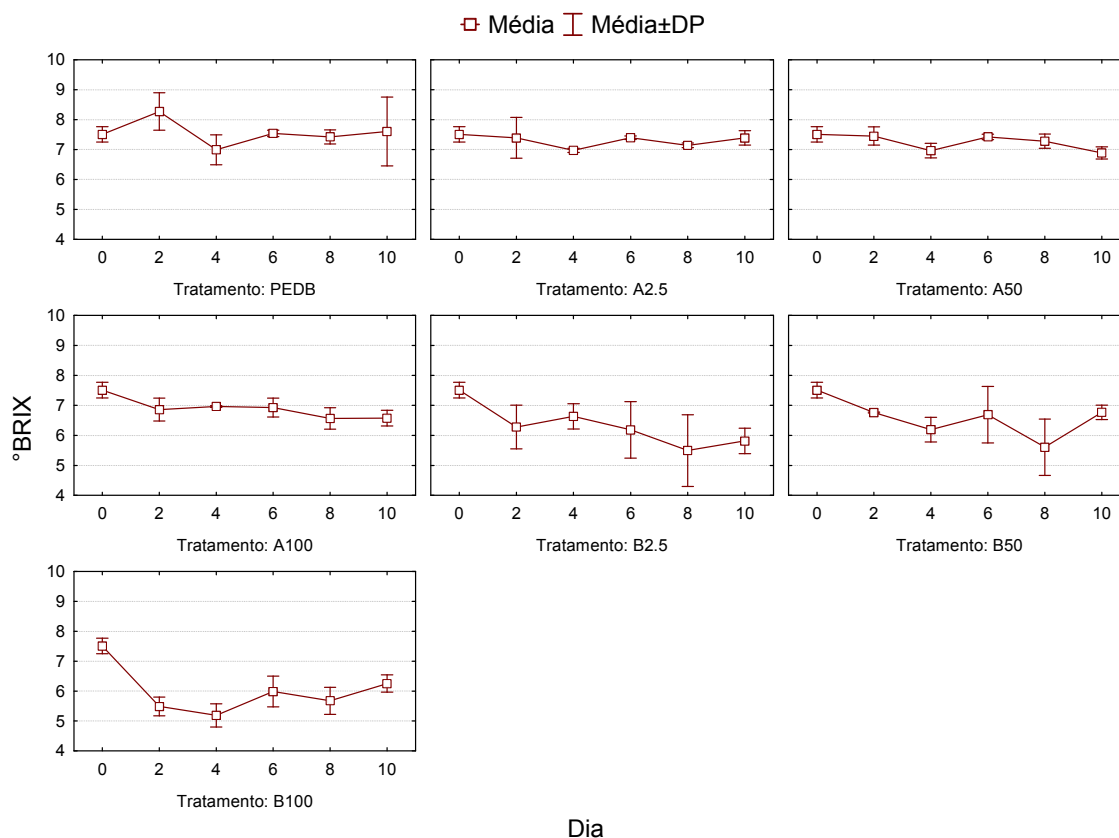 Média Média±DP
10
9
8
7
6
5
4
0 2 4 6 8 10
Tratamento: PEDB
0 2 4 6 8 10
Tratamento: A2.5
0 2 4 6 8 10
Tratamento: A50
°BRIX
10
9
8
7
6
5
4
0 2 4 6 8 10
Tratamento: A100
0 2 4 6 8 10
Tratamento: B2.5
0 2 4 6 8 10
Tratamento: B50
10
9
8
7
6
5
4
0 2 4 6 8 10
Tratamento: B100
Dia